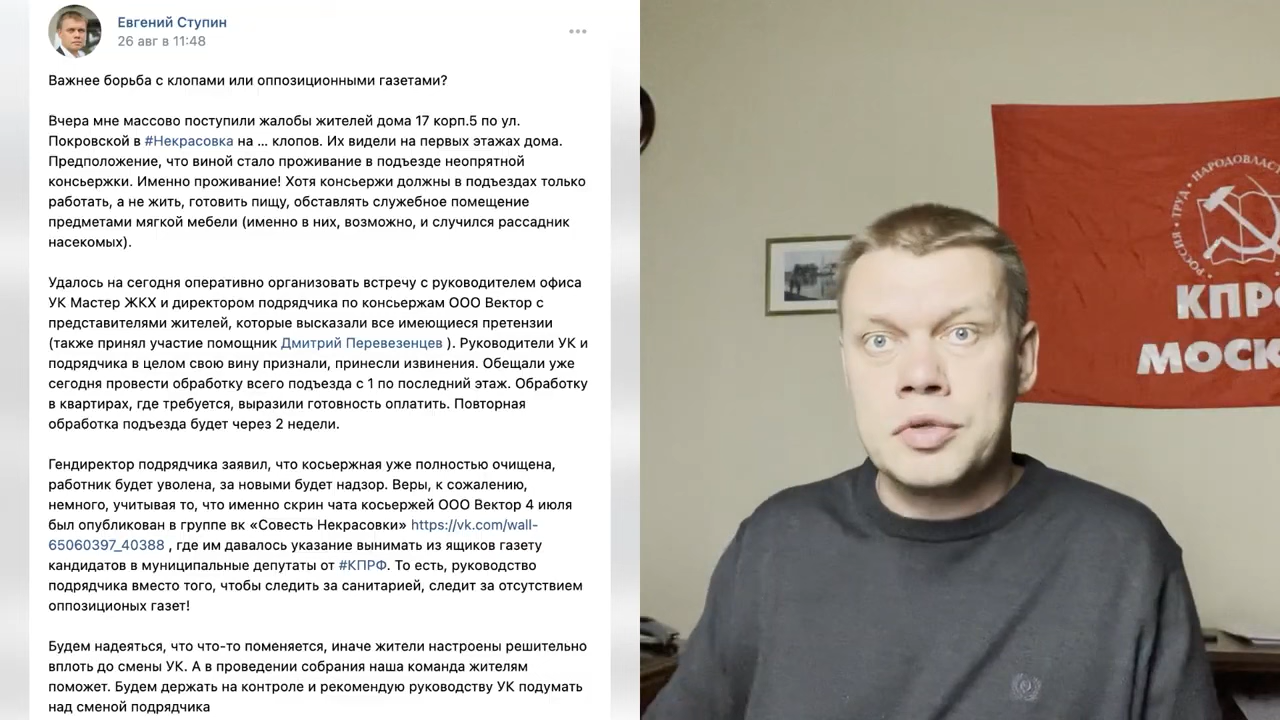 Евгений Ступин
26 авг в 11:48
Важнее борьба с клопами или оппозиционными газетами?
Вчера мне массово поступили жалобы жителей дома 17 корп.5 по ул.
Покровской в #Некрасовка на ... клопов. Их видели на первых этажах дома.
Предположение, что виной стало проживание в подъезде неопрятной
консьержки. Именно проживание! Хотя консьержи должны в подъездах только
работать, а не жить, готовить пищу, обставлять служебное помещение
предметами мягкой мебели (именно в них, возможно, и случился рассадник
насекомых).
Удалось на сегодня оперативно организовать встречу с руководителем офиса
УК Мастер ЖКХ и директором подрядчика по консьержам ООО Вектор с
представителями жителей, которые высказали все имеющиеся претензии
(также принял участие помощник Дмитрий Перевезенцев ). Руководители УК и
подрядчика в целом свою вину признали, принесли извинения. Обещали уже
сегодня провести обработку всего подъезда с 1 по последний этаж. Обработку
в квартирах, где требуется, выразили готовность оплатить. Повторная
обработка подъезда будет через 2 недели.
Гендиректор подрядчика заявил, что косьержная уже полностью очищена,
работник будет уволена, за новыми будет надзор. Веры, к сожалению,
немного, учитывая то, что именно скрин чата косьержей ООО Вектор 4 июля
был опубликован в группе вк «Совесть Некрасовки» https://vk.com/wall-
65060397_40388 , где им давалось указание вынимать из ящиков газету
кандидатов в муниципальные депутаты от #КПРФ. То есть, руководство
подрядчика вместо того, чтобы следить за санитарией, следит за отсутствием
оппозиционых газет!
Будем надеяться, что что-то поменяется, иначе жители настроены решительно
вплоть до смены УК. А в проведении собрания наша команда жителям
поможет. Будем держать на контроле и рекомендую руководству УК подумать
над сменой подрядчика
РОССИЯ • ТРУД • НАРОДОВЛАСТ
КПРФ
МОСК